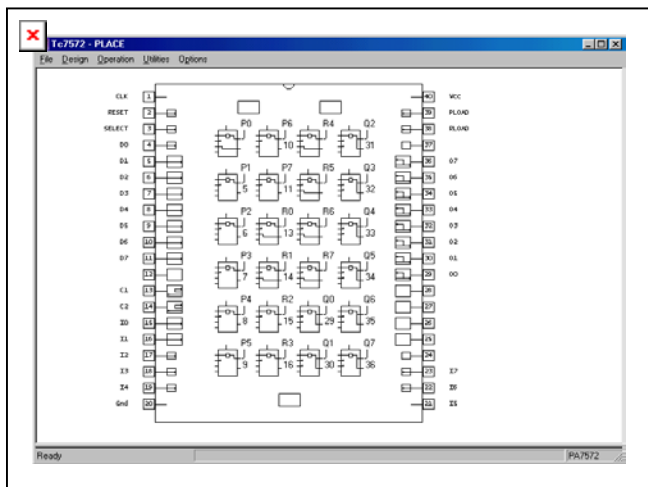 Tc7572 - PLACE
File Design Operation Utilities Options
CLK 1
RESET 2
SELECT 3
D0 4
D1 5
D2 6
D3 7
D4 8
D5 9
D6 10
D7 11
12
C1 13
C2 14
I0 15
I1 16
I2 17
I3 18
I4 19
Gnd 20
P0 P6 R4 Q2
10 31
P1 P7 R5 Q3
5 11 32
P2 R0 R6 Q4
6 13 33
P3 R1 R7 Q5
7 14 34
P4 R2 Q0 Q6
8 15 29 35
P5 R3 Q1 Q7
9 16 30 36
40 VCC
39 PLOAD
38 RLOAD
37
36 O7
35 O6
34 O5
33 O4
32 O3
31 O2
30 O1
29 O0
28
27
26
25
24
23 I7
22 I6
21 I5
Ready PA7572